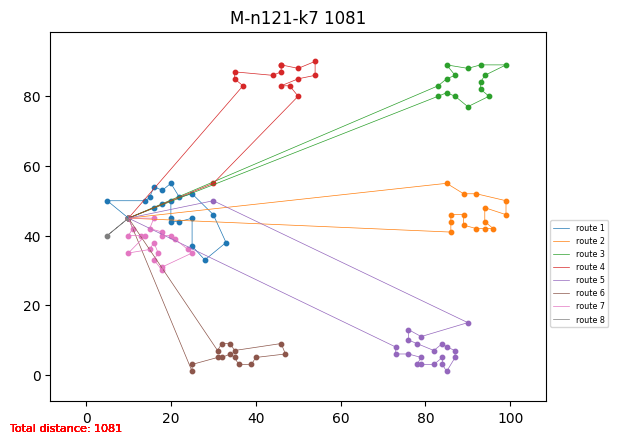 M-n121-k7 1081
80
60
40
20
0
0
20
40
60
80
100
route 1
route 2
route 3
route 4
route 5
route 6
route 7
route 8
Total distance: 1081